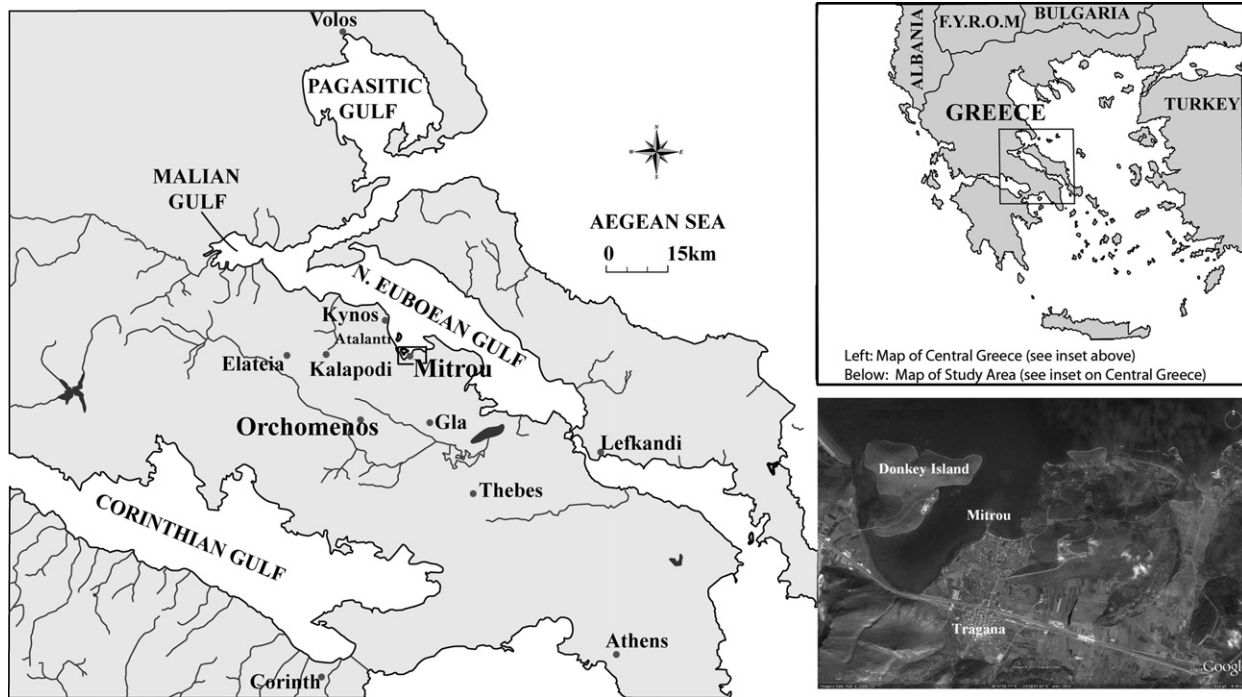 Volos
PAGASITIC
GULF
MALIAN
GULF
AEGEAN SEA
0 15km
N. EUBOEAN GULF
Kynos
Atalanti
Elateia
Kalapodi
Mitrou
Orchomenos
Gla
Lefkandi
Thebes
CORINTHIAN GULF
Athens
Corinth
ALBANIA
F.Y.R.O.M
BULGARIA
GREECE
TURKEY
Left: Map of Central Greece (see inset above)
Below: Map of Study Area (see inset on Central Greece)
Donkey Island
Mitrou
Tragana
Google